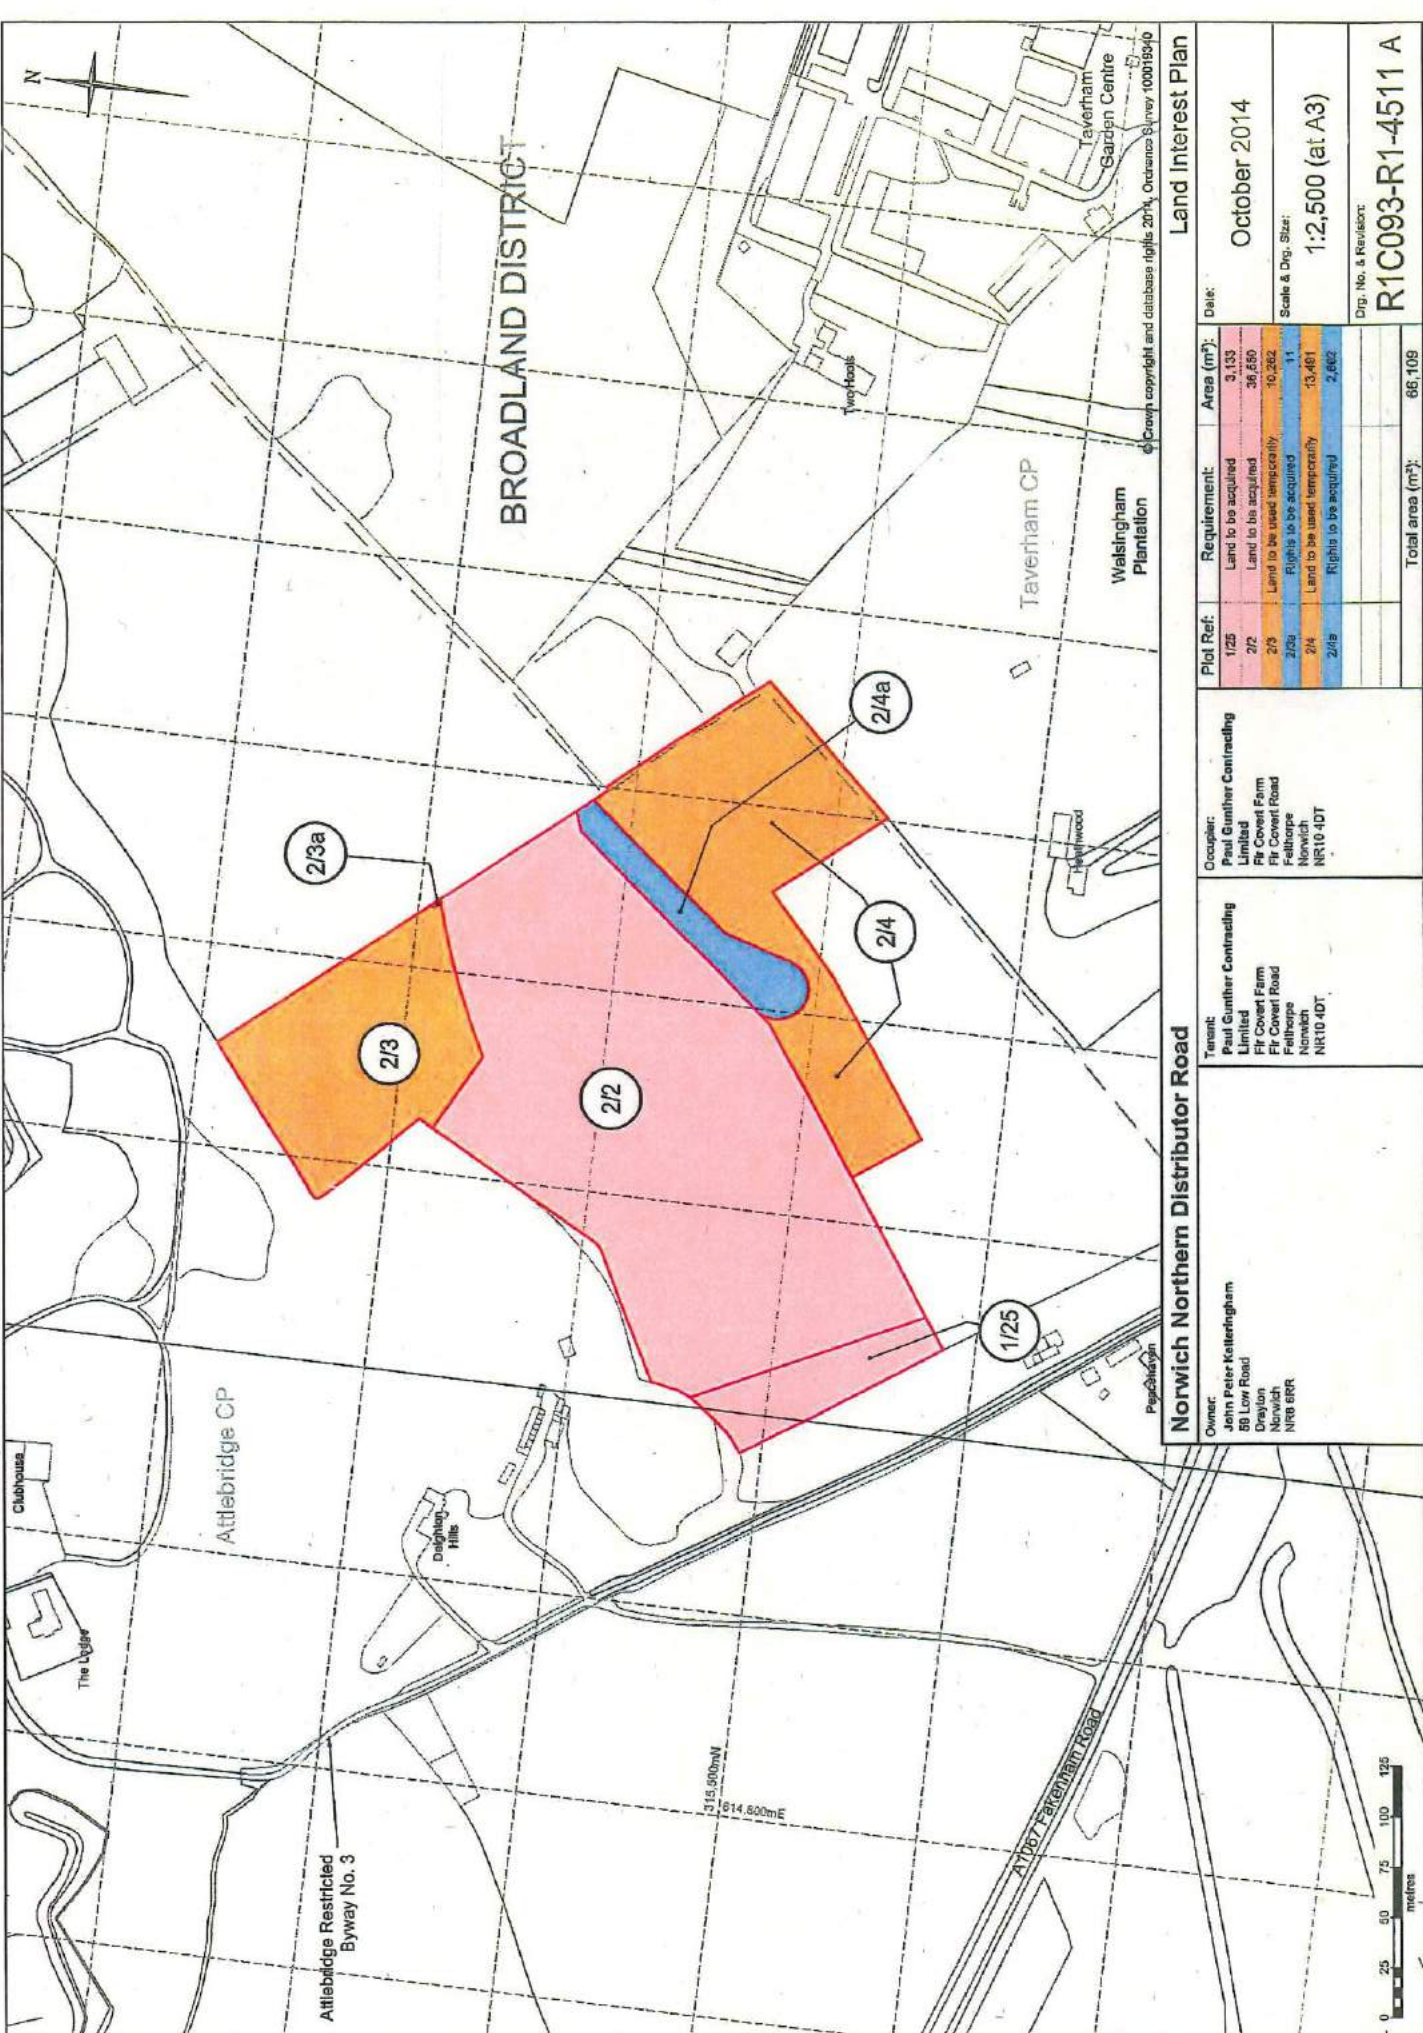 N
The Lodge
Clubhouse
Attlebridge Restricted
Byway No. 3
Attlebridge CP
Deighton
Hills
BROADLAND DISTRICT
2/3a
2/3
2/2
2/4a
2/4
1/25
315,500mN
614,800mE
A1067 Fakenham Road
Peacehaven
Heathwood
Taverham CP
Walsingham
Plantation
Taverham
Garden Centre
© Crown copyright and database rights 2014, Ordnance Survey 100019340
0 25 50 75 100 125
metres
Norwich Northern Distributor Road
Land Interest Plan
Owner:
John Peter Ketteringham
59 Low Road
Drayton
Norwich
NR8 6RR
Tenant:
Paul Gunther Contracting
Limited
Fir Covert Farm
Fir Covert Road
Felthorpe
Norwich
NR10 4DT
Occupier:
Paul Gunther Contracting
Limited
Fir Covert Farm
Fir Covert Road
Felthorpe
Norwich
NR10 4DT
Plot Ref: Requirement: Area (m²):
1/25 Land to be acquired 3,133
2/2 Land to be acquired 36,550
2/3 Land to be used temporarily 10,262
2/3a Rights to be acquired 11
2/4 Land to be used temporarily 13,491
2/4a Rights to be acquired 2,662
Total area (m²): 66,109
Date:
October 2014
Scale & Drg. Size:
1:2,500 (at A3)
Drg. No. & Revision:
R1C093-R1-4511 A